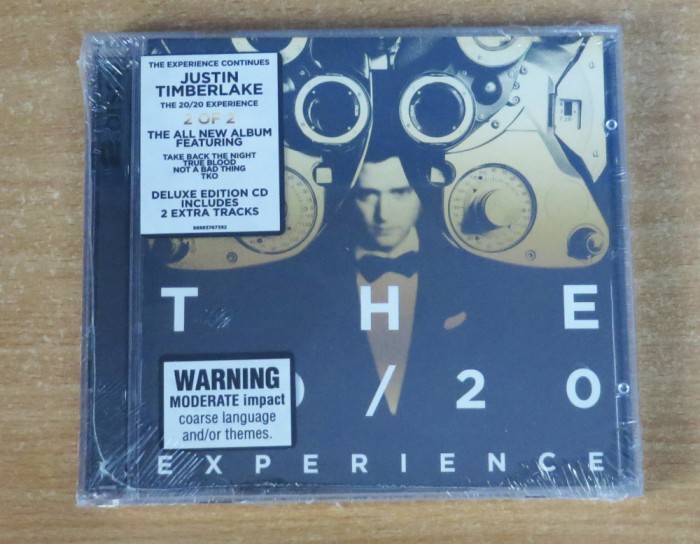 THE EXPERIENCE CONTINUES
JUSTIN
TIMBERLAKE
THE 20/20 EXPERIENCE
2 OF 2
THE ALL NEW ALBUM
FEATURING
TAKE BACK THE NIGHT
TRUE BLOOD
NOT A BAD THING
TKO
DELUXE EDITION CD
INCLUDES
2 EXTRA TRACKS
T H E
/20
EXPERIENCE
WARNING
MODERATE impact
coarse language
and/or themes.